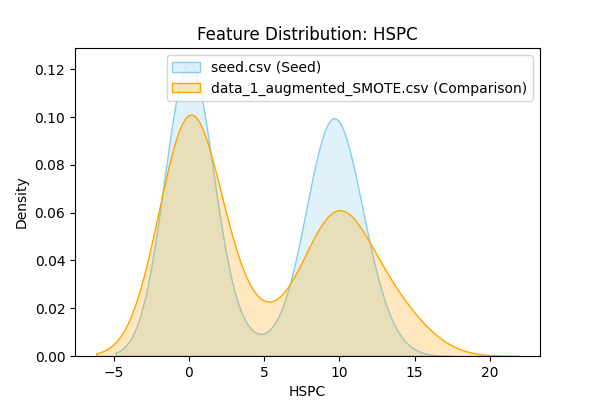 Feature Distribution: HSPC
seed.csv (Seed)
data_1_augmented_SMOTE.csv (Comparison)
Density
0.12
0.10
0.08
0.06
0.04
0.02
0.00
−5
0
5
10
15
20
HSPC